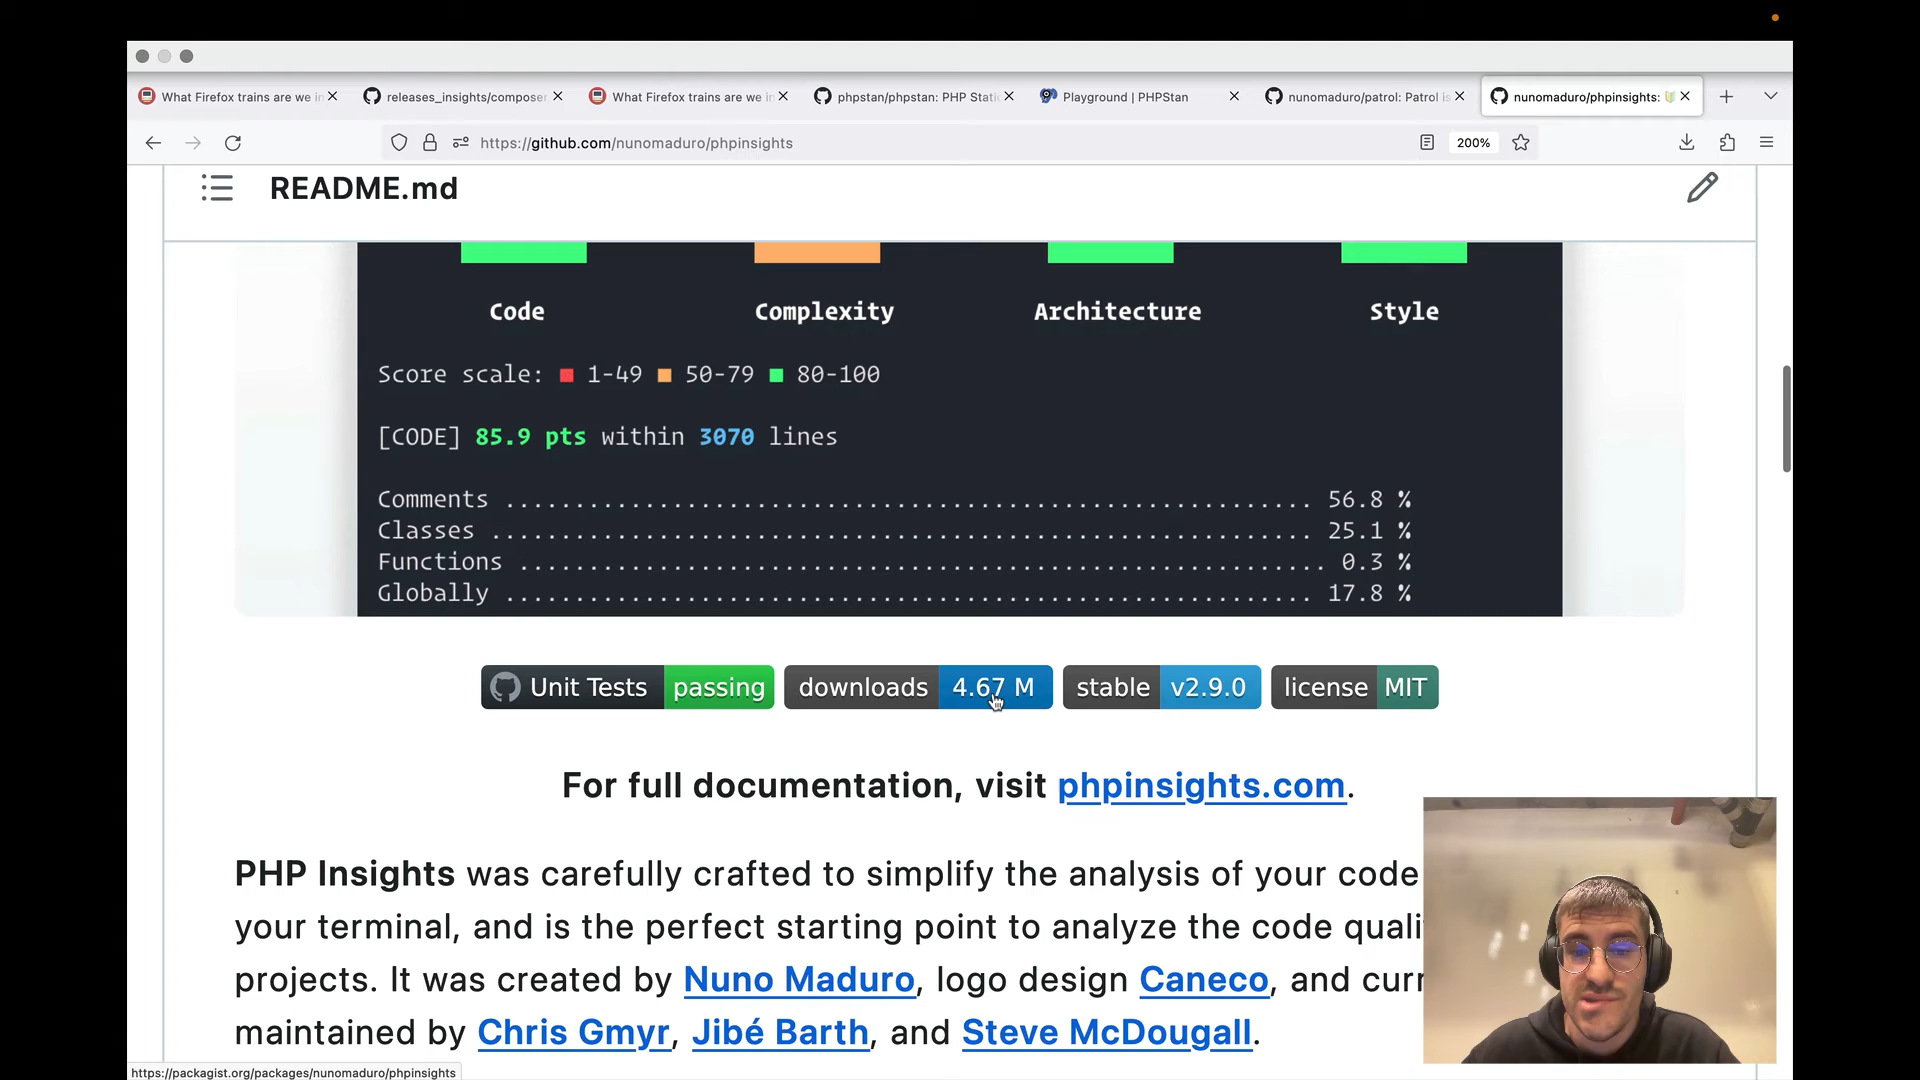 What Firefox trains are we in
releases_insights/composer
What Firefox trains are we in
phpstan/phpstan: PHP Stati
Playground | PHPStan
nunomaduro/patrol: Patrol is
nunomaduro/phpinsights:
https://github.com/nunomaduro/phpinsights
200%
README.md
Code Complexity Architecture Style
Score scale: 1-49 50-79 80-100
[CODE] 85.9 pts within 3070 lines
Comments .......................................................... 56.8 %
Classes ........................................................... 25.1 %
Functions .......................................................... 0.3 %
Globally .......................................................... 17.8 %
Unit Tests passing downloads 4.67 M stable v2.9.0 license MIT
For full documentation, visit phpinsights.com.
PHP Insights was carefully crafted to simplify the analysis of your code
your terminal, and is the perfect starting point to analyze the code quali
projects. It was created by Nuno Maduro, logo design Caneco, and curr
maintained by Chris Gmyr, Jibé Barth, and Steve McDougall.
https://packagist.org/packages/nunomaduro/phpinsights